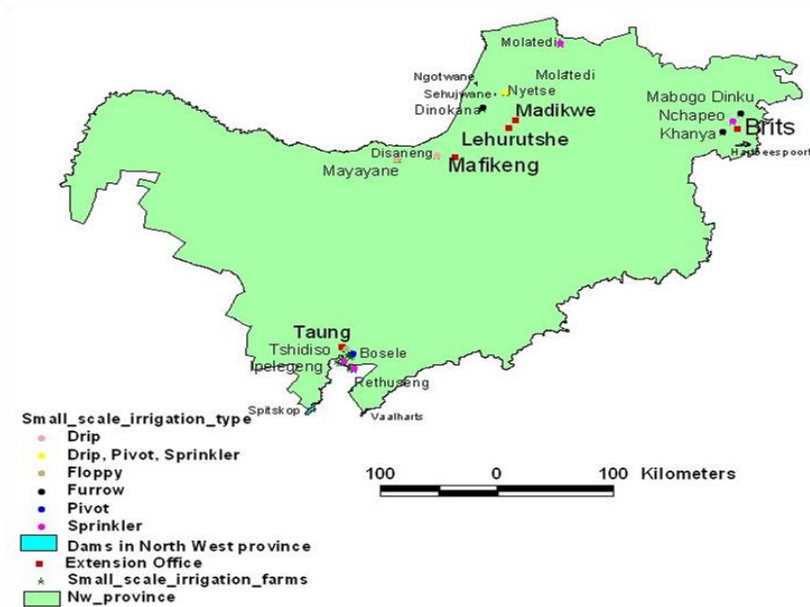 Molatedi
Ngotwane
Molatedi
Sehujwane
Nyetse
Mabogo Dinku
Dinokana
Madikwe
Nchapeo
Brits
Lehurutshe
Khanya
Hartbeespoort
Disaneng
Mafikeng
Mayayane
Taung
Tshidiso
Bosele
Ipelegeng
Rethuseng
Spitskop
Vaalharts
Small_scale_irrigation_type
Drip
Drip, Pivot, Sprinkler
Floppy
Furrow
Pivot
Sprinkler
Dams in North West province
Extension Office
Small_scale_irrigation_farms
Nw_province
100 0 100 Kilometers